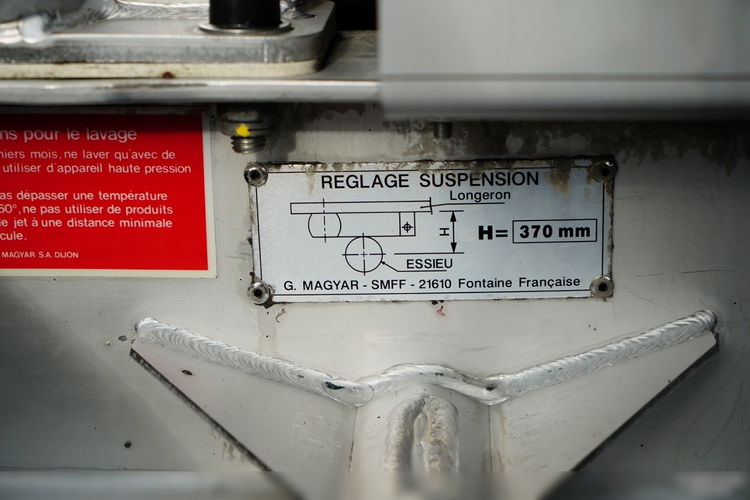 ns pour le lavage
niers mois, ne laver qu'avec de
utiliser d'appareil haute pression
as dépasser une température
60°, ne pas utiliser de produits
e jet à une distance minimale
cule.
MAGYAR S.A. DIJON
REGLAGE SUSPENSION
Longeron
H
H= 370 mm
ESSIEU
G. MAGYAR - SMFF - 21610 Fontaine Française